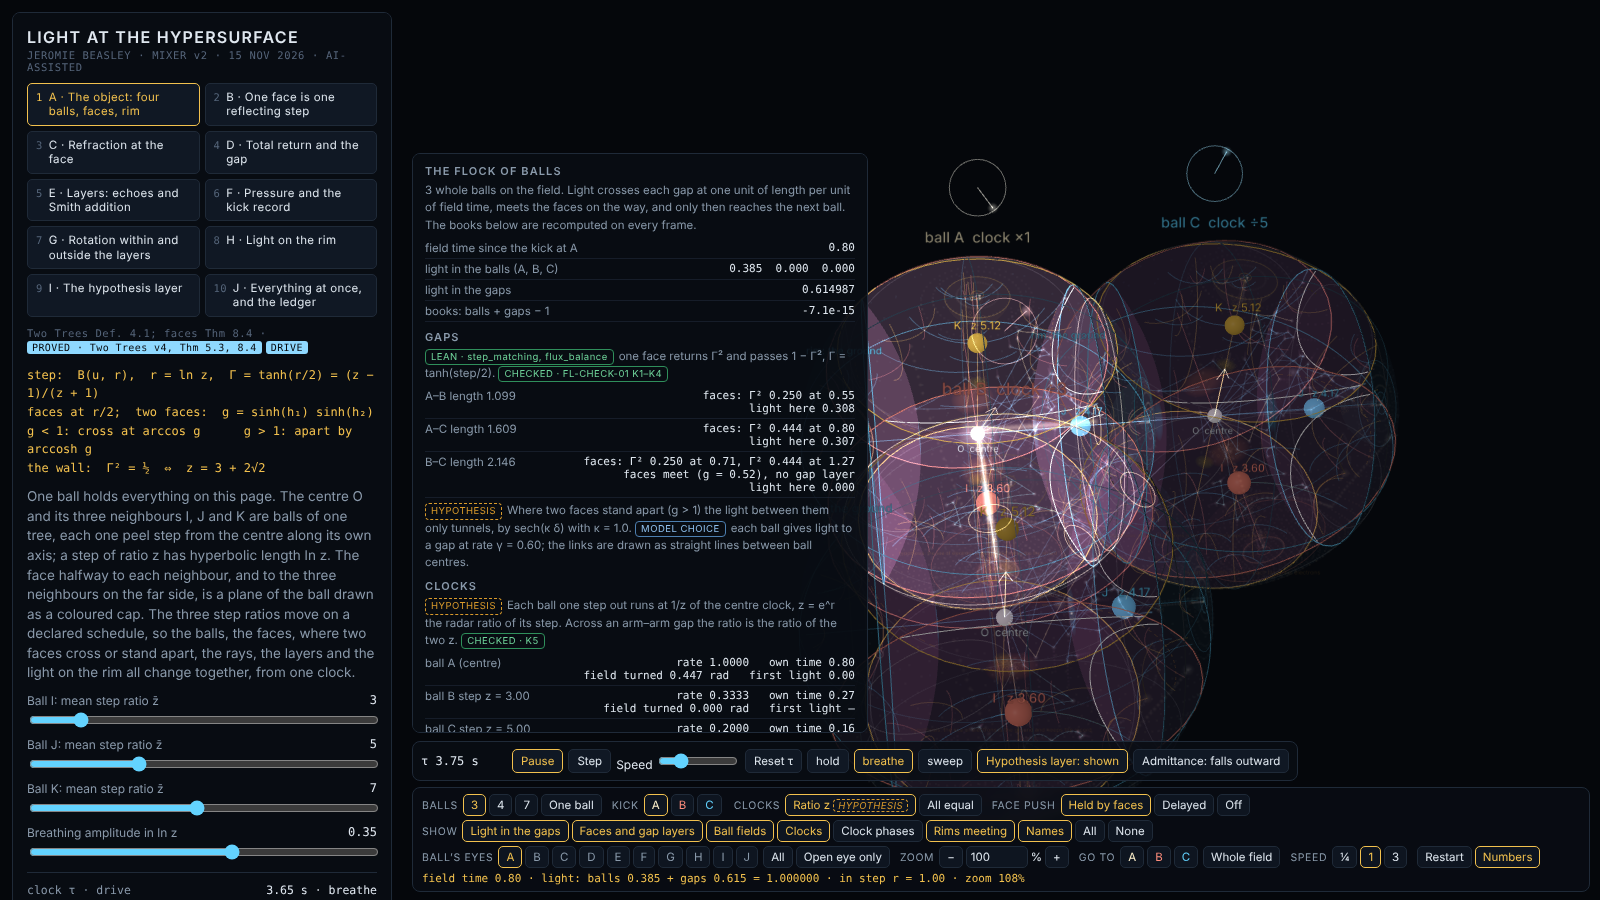 LIGHT AT THE HYPERSURFACE
JEROMIE BEASLEY · MIXER v2 · 15 NOV 2026 · AI-
ASSISTED
1 A · The object: four
balls, faces, rim
2 B · One face is one
reflecting step
3 C · Refraction at the
face
4 D · Total return and the
gap
5 E · Layers: echoes and
Smith addition
6 F · Pressure and the
kick record
7 G · Rotation within and
outside the layers
8 H · Light on the rim
9 I · The hypothesis layer
10 J · Everything at once,
and the ledger
Two Trees Def. 4.1; faces Thm 8.4 ·
PROVED · Two Trees v4, Thm 5.3, 8.4 DRIVE
step: B(u, r), r = ln z, Γ = tanh(r/2) = (z −
1)/(z + 1)
faces at r/2; two faces: g = sinh(h₁) sinh(h₂)
g < 1: cross at arccos g g > 1: apart by
arccosh g
the wall: Γ² = ½ ⇔ z = 3 + 2√2
One ball holds everything on this page. The centre O
and its three neighbours I, J and K are balls of one
tree, each one peel step from the centre along its own
axis; a step of ratio z has hyperbolic length ln z. The
face halfway to each neighbour, and to the three
neighbours on the far side, is a plane of the ball drawn
as a coloured cap. The three step ratios move on a
declared schedule, so the balls, the faces, where two
faces cross or stand apart, the rays, the layers and the
light on the rim all change together, from one clock.
Ball I: mean step ratio z̄ 3
Ball J: mean step ratio z̄ 5
Ball K: mean step ratio z̄ 7
Breathing amplitude in ln z 0.35
clock τ · drive 3.65 s · breathe
THE FLOCK OF BALLS
3 whole balls on the field. Light crosses each gap at one unit of length per unit
of field time, meets the faces on the way, and only then reaches the next ball.
The books below are recomputed on every frame.
field time since the kick at A 0.80
light in the balls (A, B, C) 0.385 0.000 0.000
light in the gaps 0.614987
books: balls + gaps − 1 -7.1e-15
GAPS
LEAN · step_matching, flux_balance one face returns Γ² and passes 1 − Γ², Γ =
tanh(step/2). CHECKED · FL-CHECK-01 K1–K4
A–B length 1.099 faces: Γ² 0.250 at 0.55
light here 0.308
A–C length 1.609 faces: Γ² 0.444 at 0.80
light here 0.307
B–C length 2.146 faces: Γ² 0.250 at 0.71, Γ² 0.444 at 1.27
faces meet (g = 0.52), no gap layer
light here 0.000
HYPOTHESIS Where two faces stand apart (g > 1) the light between them
only tunnels, by sech(κ δ) with κ = 1.0. MODEL CHOICE each ball gives light to
a gap at rate γ = 0.60; the links are drawn as straight lines between ball
centres.
CLOCKS
HYPOTHESIS Each ball one step out runs at 1/z of the centre clock, z = e^r
the radar ratio of its step. Across an arm–arm gap the ratio is the ratio of the
two z. CHECKED · K5
ball A (centre) rate 1.0000 own time 0.80
field turned 0.447 rad first light 0.00
ball B step z = 3.00 rate 0.3333 own time 0.27
field turned 0.000 rad first light —
ball C step z = 5.00 rate 0.2000 own time 0.16
ball A clock ×1
ball C clock ÷5
K z 5.12
K z 5.12
O centre
O centre
I z 3.60
I z 3.60
O centre
J z 4.17
I z 3.60
τ 3.75 s Pause Step Speed Reset τ hold breathe sweep Hypothesis layer: shown Admittance: falls outward
BALLS 3 4 7 One ball KICK A B C CLOCKS Ratio z HYPOTHESIS All equal FACE PUSH Held by faces Delayed Off
SHOW Light in the gaps Faces and gap layers Ball fields Clocks Clock phases Rims meeting Names All None
BALL'S EYES A B C D E F G H I J All Open eye only ZOOM − 100 % + GO TO A B C Whole field SPEED ¼ 1 3 Restart Numbers
field time 0.80 · light: balls 0.385 + gaps 0.615 = 1.000000 · in step r = 1.00 · zoom 108%